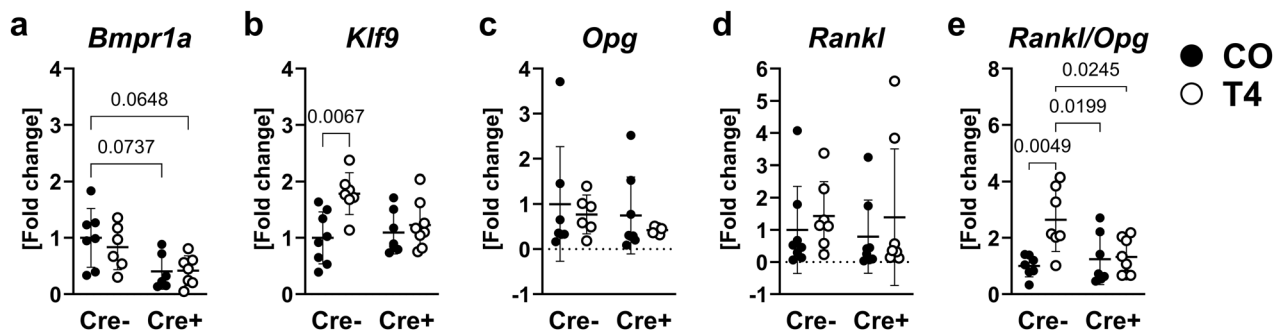 a Bmpr1a
[Fold change]
4
3
2
1
0
0.0648
0.0737
Cre- Cre+
b Klf9
[Fold change]
4
3
2
1
0
0.0067
Cre- Cre+
c Opg
[Fold change]
4
3
2
1
0
-1
Cre- Cre+
d Rankl
[Fold change]
6
5
4
3
2
1
0
-1
Cre- Cre+
e Rankl/Opg
[Fold change]
8
6
4
2
0
0.0245
0.0199
0.0049
Cre- Cre+
CO
T4